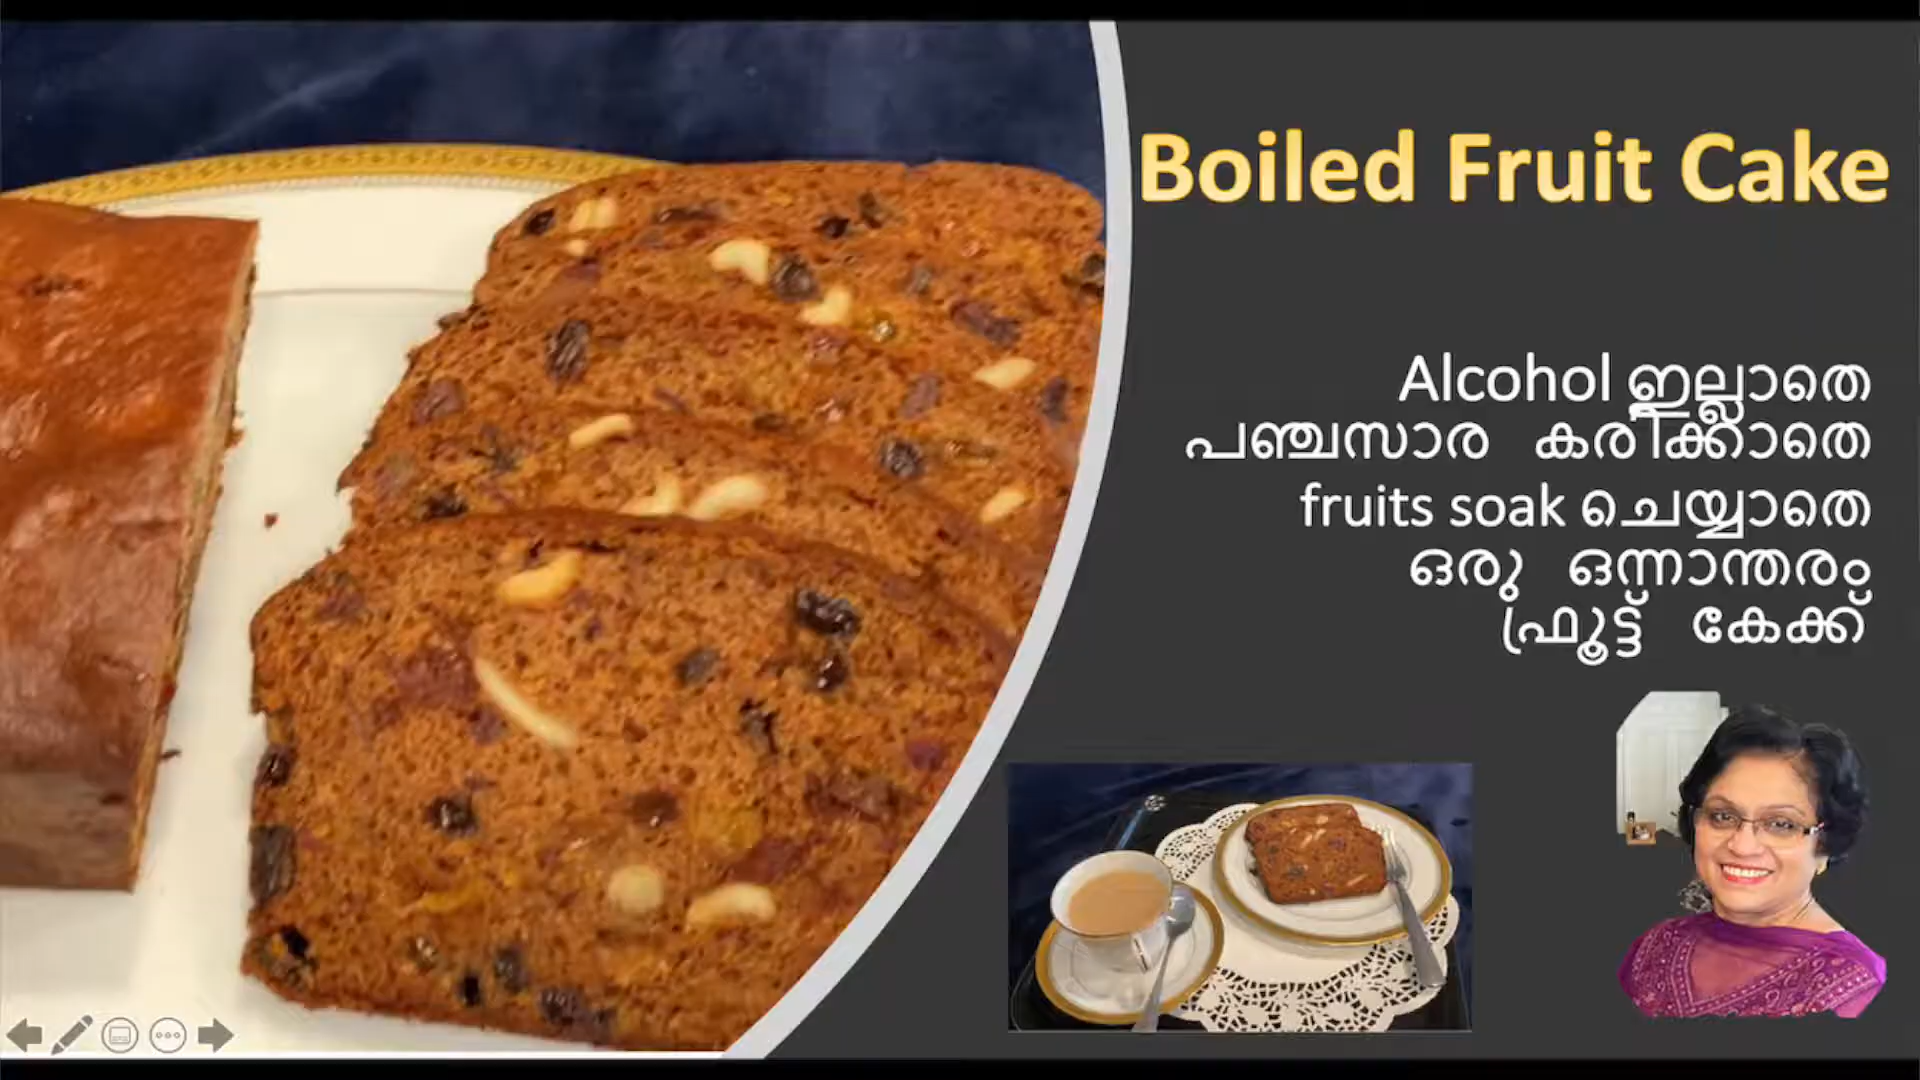 Boiled Fruit Cake
Alcohol ഇല്ലാതെ
പഞ്ചസാര കരിക്കാതെ
fruits soak ചെയ്യാതെ
ഒരു ഒന്നാന്തരം
ഫ്രൂട്ട് കേക്ക്